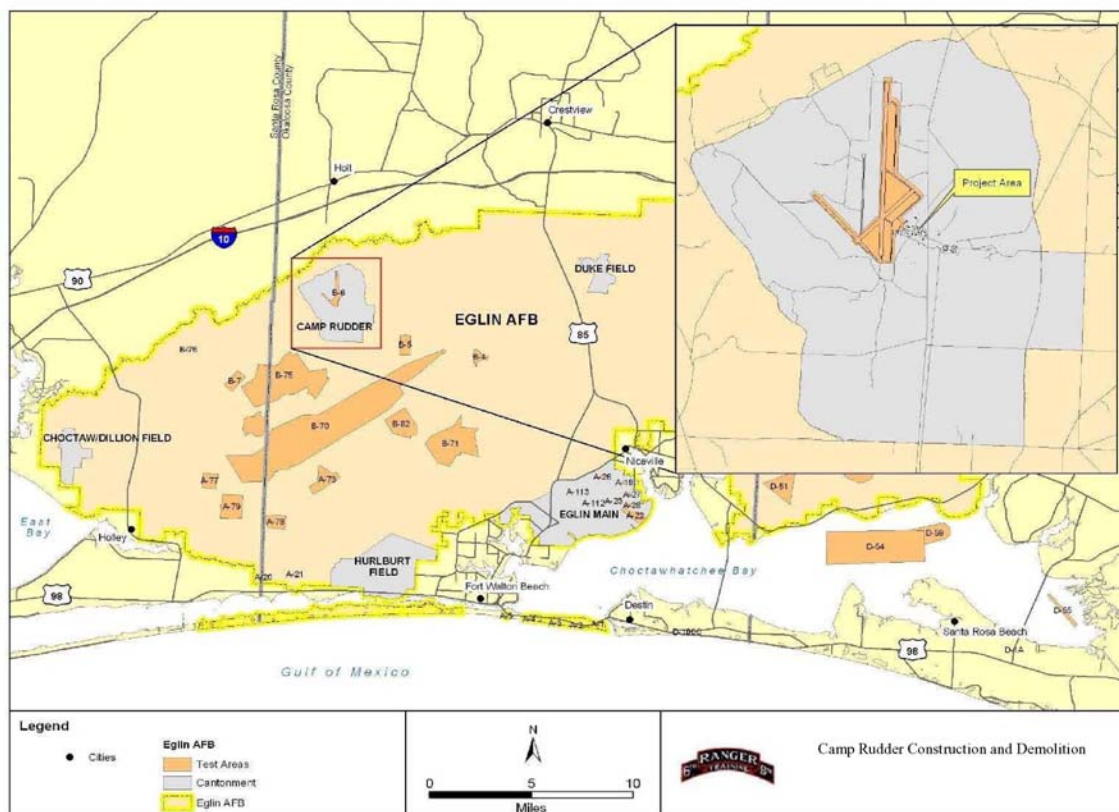 Santa Rosa County
Okaloosa County
Crestview
Holt
10
90
Project Area
DUKE FIELD
B-6
CAMP RUDDER
EGLIN AFB
85
B-76
B-5
B-4
B-7
B-75
B-70
B-82
B-71
CHOCTAW/DILLION FIELD
Niceville
A-77
A-73
A-79
A-78
A-113
A-112
EGLIN MAIN
A-22
D-51
East
Bay
Holley
D-54
HURLBURT
FIELD
A-20
A-21
Choctawhatchee Bay
98
Fort Walton Beach
Destin
D-55
Santa Rosa Beach
98
Gulf of Mexico
Legend
Cities
Eglin AFB
Test Areas
Cantonment
Eglin AFB
N
0 5 10
Miles
6TH RANGER BN
TRAINING
Camp Rudder Construction and Demolition